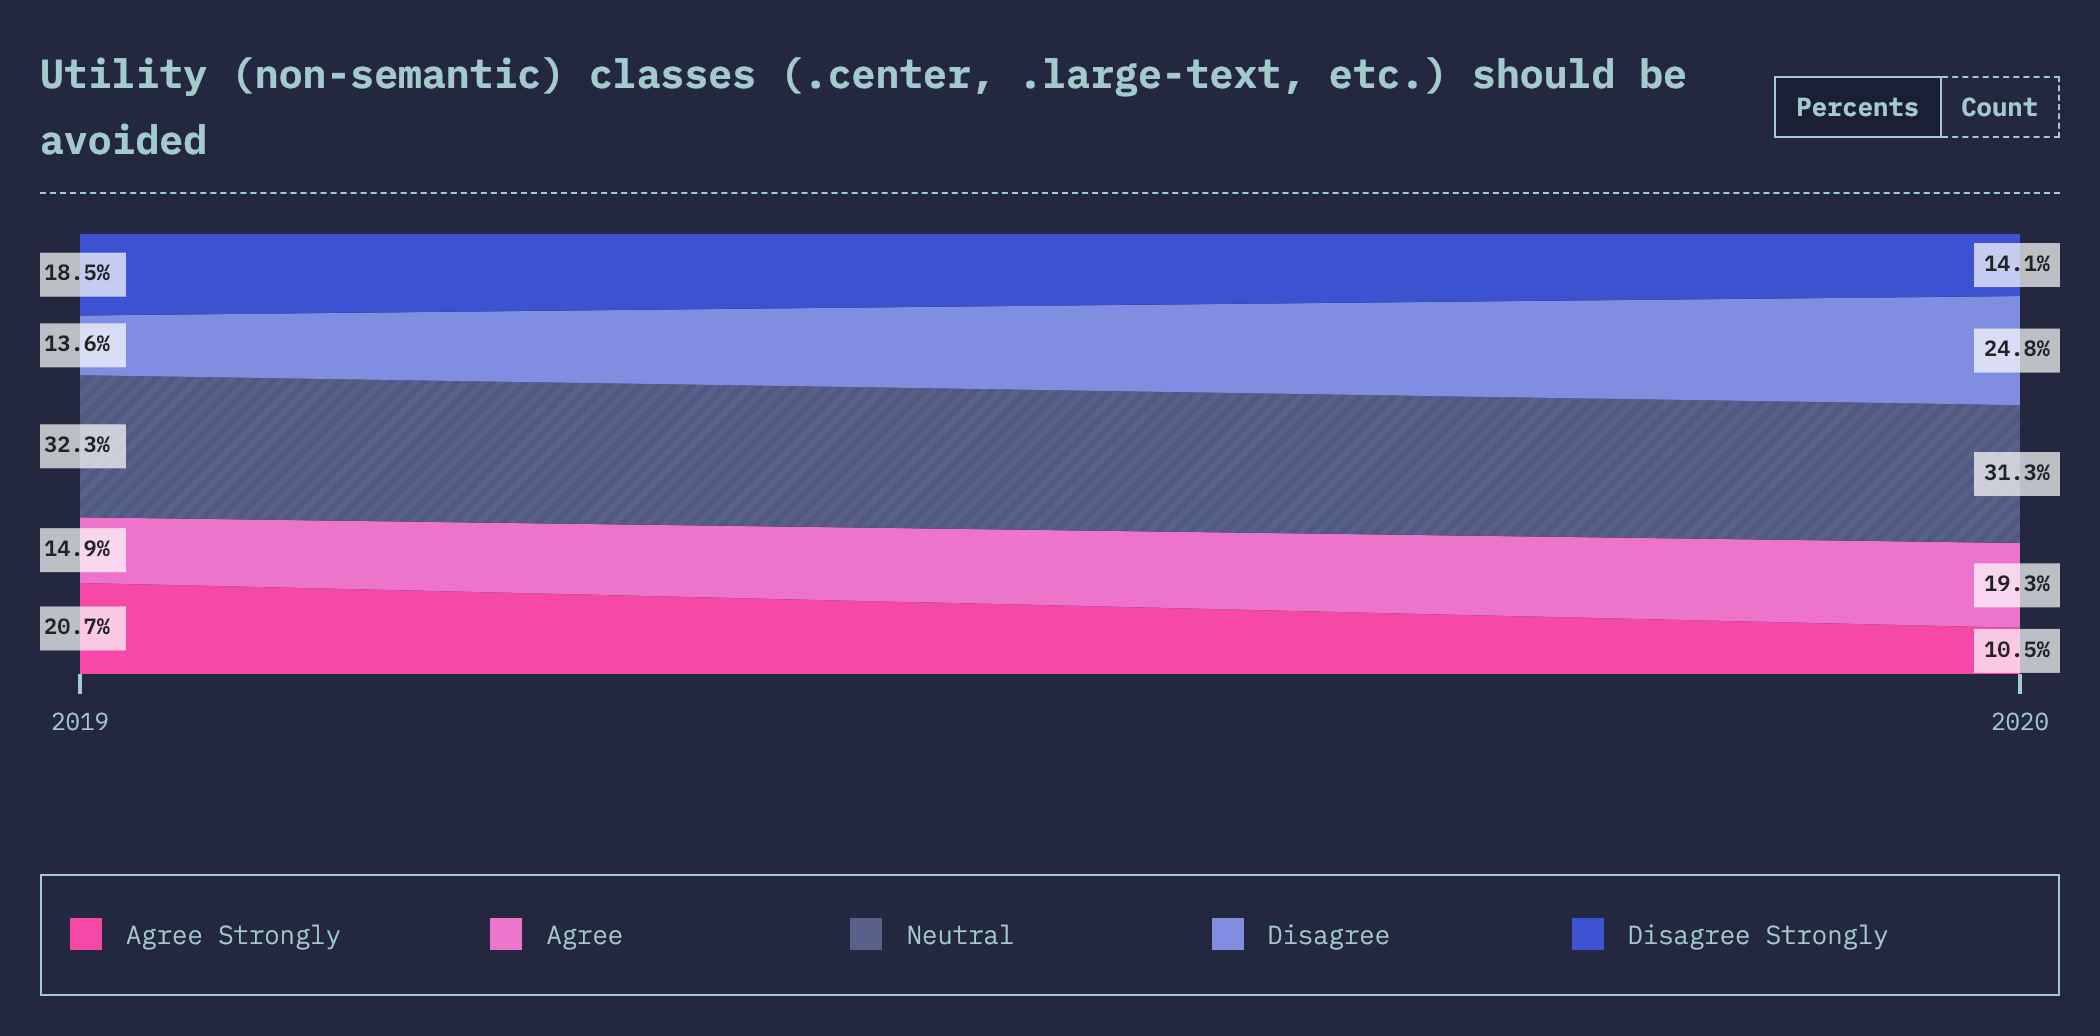 Utility (non-semantic) classes (.center, .large-text, etc.) should be
avoided
Percents Count
18.5%
13.6%
32.3%
14.9%
20.7%
14.1%
24.8%
31.3%
19.3%
10.5%
2019 2020
Agree Strongly Agree Neutral Disagree Disagree Strongly